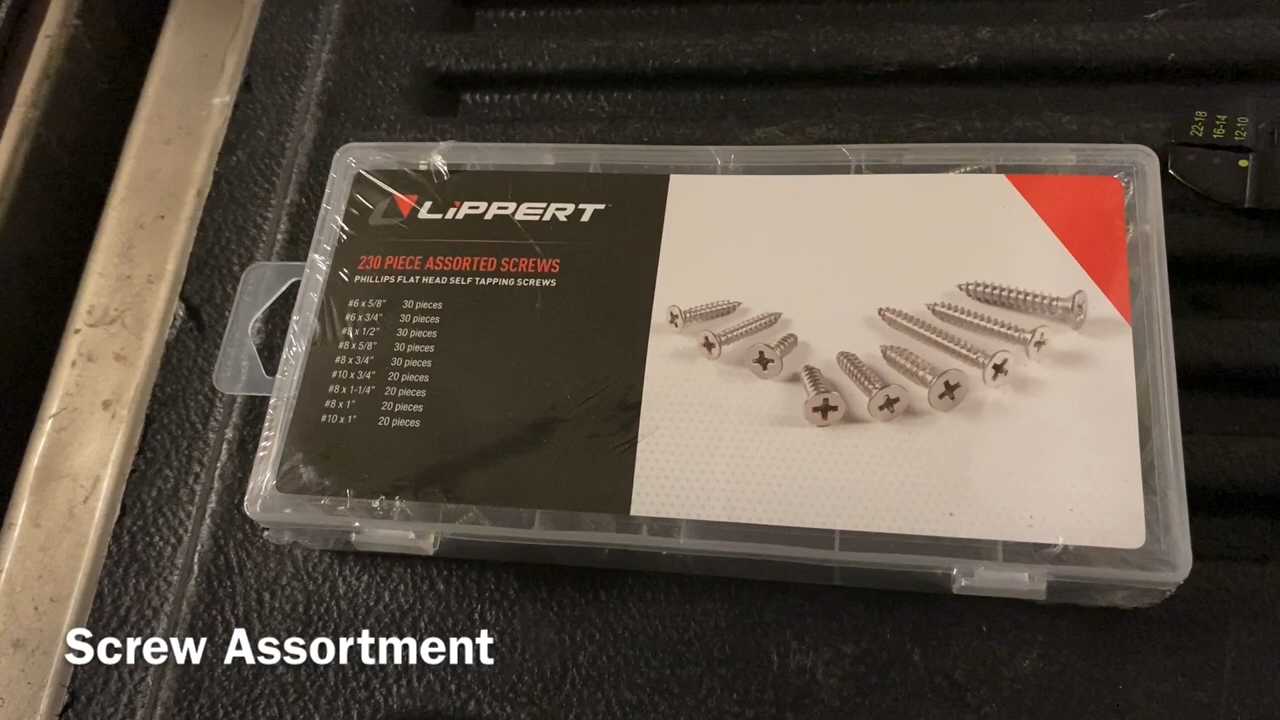 LiPPERT
230 PIECE ASSORTED SCREWS
PHILLIPS FLAT HEAD SELF TAPPING SCREWS
#6 x 5/8" 30 pieces
#6 x 3/4" 30 pieces
#8 x 1/2" 30 pieces
#8 x 5/8" 30 pieces
#8 x 3/4" 30 pieces
#10 x 3/4" 20 pieces
#8 x 1-1/4" 20 pieces
#8 x 1" 20 pieces
#10 x 1" 20 pieces
22-18
16-14
12-10
Screw Assortment